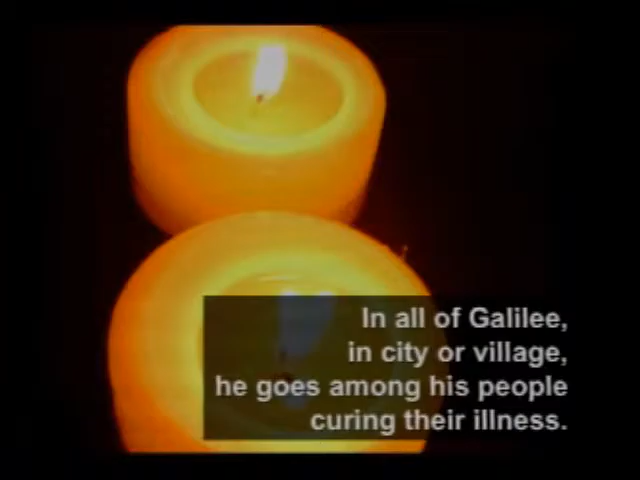 In all of Galilee,
in city or village,
he goes among his people
curing their illness.